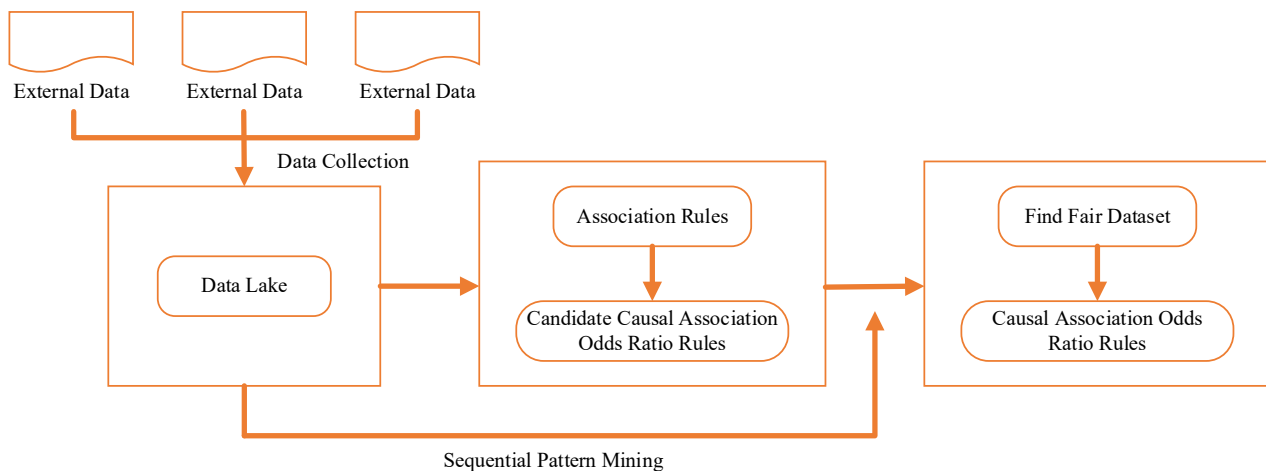 External Data
External Data
External Data
Data Collection
Data Lake
Association Rules
Candidate Causal Association
Odds Ratio Rules
Find Fair Dataset
Causal Association Odds
Ratio Rules
Sequential Pattern Mining